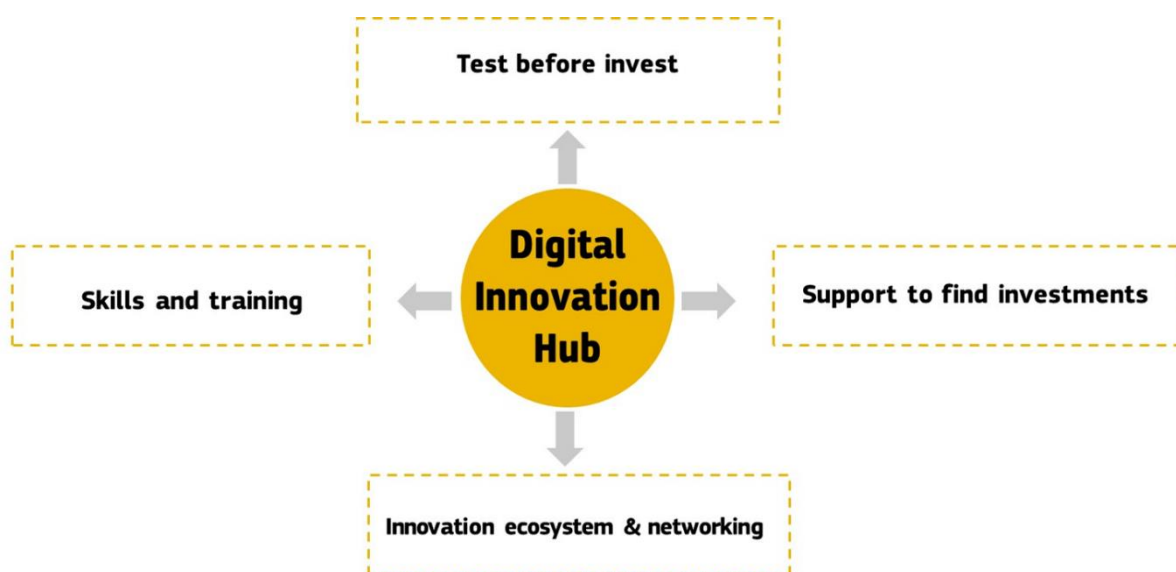 Test before invest
Digital
Innovation
Hub
Skills and training
Support to find investments
Innovation ecosystem & networking